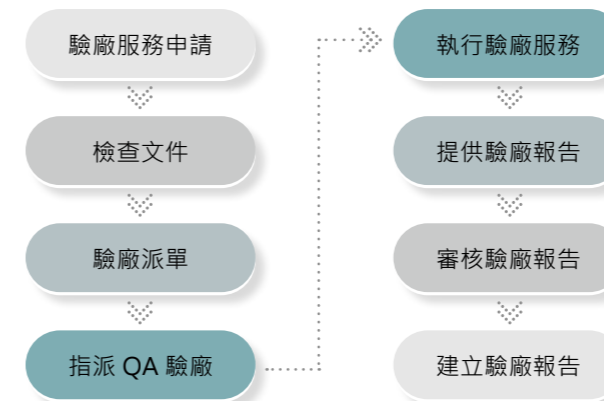 驗廠服務申請
檢查文件
驗廠派單
指派 QA 驗廠
執行驗廠服務
提供驗廠報告
審核驗廠報告
建立驗廠報告